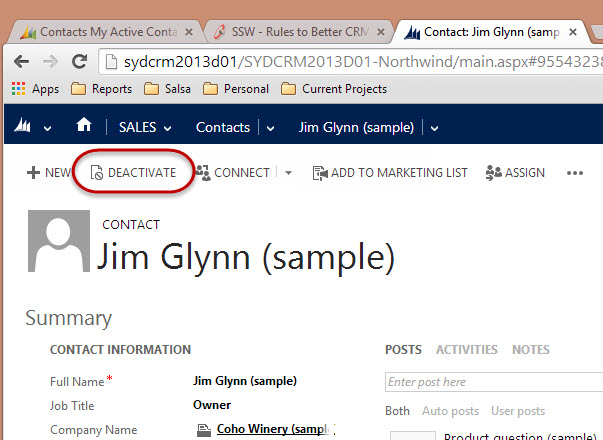 Contacts My Active Conta
SSW - Rules to Better CRM
Contact: Jim Glynn (samp
sydcrm2013d01/SYDCRM2013D01-Northwind/main.aspx#9554323
Apps Reports Salsa Personal Current Projects
SALES Contacts Jim Glynn (sample)
NEW DEACTIVATE CONNECT ADD TO MARKETING LIST ASSIGN
CONTACT
Jim Glynn (sample)
Summary
CONTACT INFORMATION
Full Name * Jim Glynn (sample)
Job Title Owner
Company Name Coho Winery (sampl
POSTS ACTIVITIES NOTES
Enter post here
Both Auto posts User posts
Product question (sample)